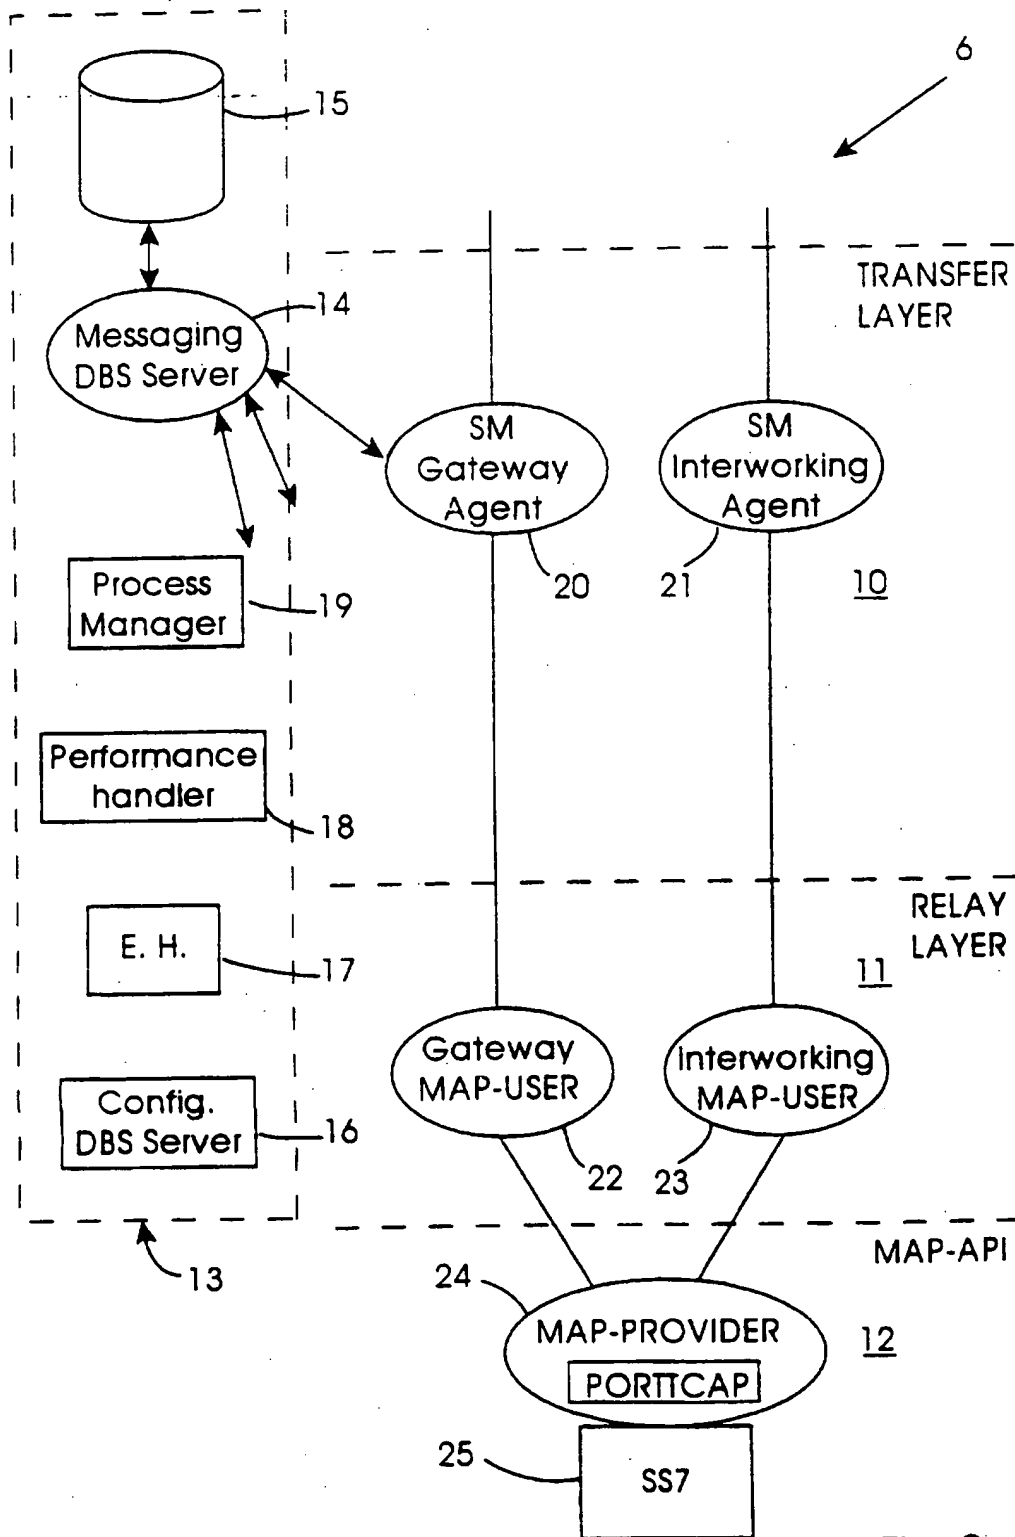 6
15
TRANSFER
LAYER
14
Messaging
DBS Server
SM
Gateway
Agent
SM
Interworking
Agent
20
21
10
Process
Manager
19
Performance
handler
18
RELAY
LAYER
E. H.
17
11
Gateway
MAP-USER
Interworking
MAP-USER
Config.
DBS Server
16
22
23
MAP-API
13
24
MAP-PROVIDER
12
PORTTCAP
25
SS7